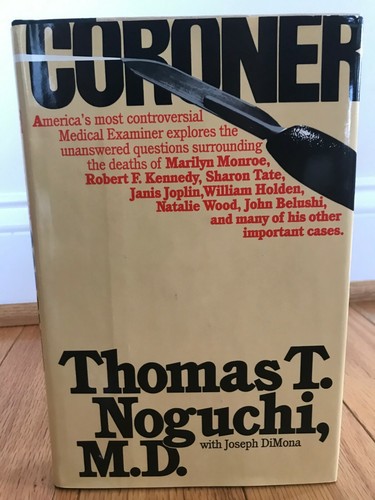 CORONER
America's most controversial
Medical Examiner explores the
unanswered questions surrounding
the deaths of Marilyn Monroe,
Robert F. Kennedy, Sharon Tate,
Janis Joplin,William Holden,
Natalie Wood, John Belushi,
and many of his other
important cases.
Thomas T.
Noguchi,
M.D. with Joseph DiMona